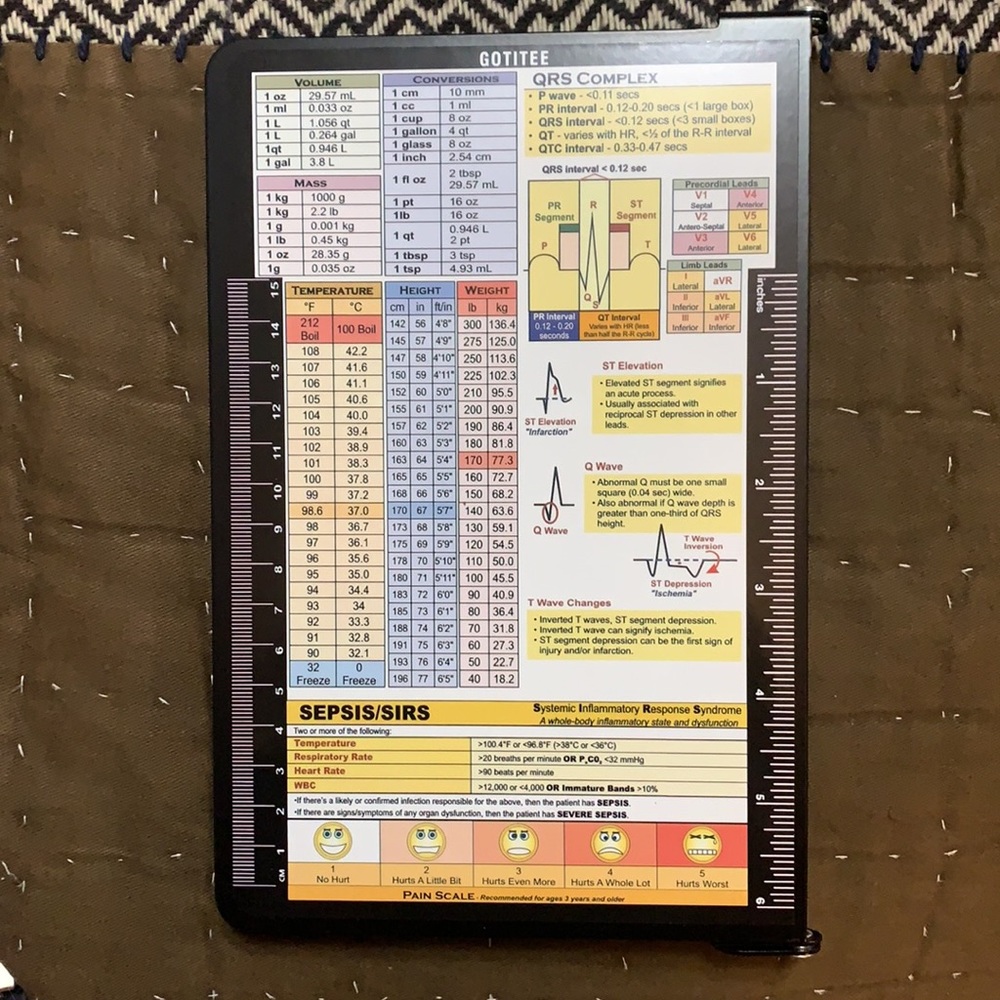 GOTITEE
VOLUME
1 oz 29.57 mL
1 ml 0.033 oz
1 L 1.056 qt
1 L 0.264 gal
1qt 0.946 L
1 gal 3.8 L
MASS
1 kg 1000 g
1 kg 2.2 lb
1 g 0.001 kg
1 lb 0.45 kg
1 oz 28.35 g
1g 0.035 oz
CONVERSIONS
1 cm 10 mm
1 cc 1 ml
1 cup 8 oz
1 gallon 4 qt
1 glass 8 oz
1 inch 2.54 cm
1 fl oz 2 tbsp
29.57 mL
1 pt 16 oz
1lb 16 oz
1 qt 0.946 L
2 pt
1 tbsp 3 tsp
1 tsp 4.93 mL
QRS COMPLEX
• P wave - <0.11 secs
• PR interval - 0.12-0.20 secs (<1 large box)
• QRS interval - <0.12 secs (<3 small boxes)
• QT - varies with HR, <½ of the R-R interval
• QTC interval - 0.33-0.47 secs
QRS interval < 0.12 sec
PR
Segment
R
ST
Segment
P
T
Q
S
PR Interval
0.12 - 0.20
seconds
QT Interval
Varies with HR (less
than half the R-R cycle)
Precordial Leads
V1
Septal
V4
Anterior
V2
Antero-Septal
V5
Lateral
V3
Anterior
V6
Lateral
Limb Leads
I
Lateral
aVR
II
Inferior
aVL
Lateral
III
Inferior
aVF
Inferior
TEMPERATURE
°F °C
212
Boil
100 Boil
108 42.2
107 41.6
106 41.1
105 40.6
104 40.0
103 39.4
102 38.9
101 38.3
100 37.8
99 37.2
98.6 37.0
98 36.7
97 36.1
96 35.6
95 35.0
94 34.4
93 34
92 33.3
91 32.8
90 32.1
32 0
Freeze Freeze
HEIGHT
cm in ft/in
142 56 4'8"
145 57 4'9"
147 58 4'10"
150 59 4'11"
152 60 5'0"
155 61 5'1"
157 62 5'2"
160 63 5'3"
163 64 5'4"
165 65 5'5"
168 66 5'6"
170 67 5'7"
173 68 5'8"
175 69 5'9"
178 70 5'10"
180 71 5'11"
183 72 6'0"
185 73 6'1"
188 74 6'2"
191 75 6'3"
193 76 6'4"
196 77 6'5"
WEIGHT
lb kg
300 136.4
275 125.0
250 113.6
225 102.3
210 95.5
200 90.9
190 86.4
180 81.8
170 77.3
160 72.7
150 68.2
140 63.6
130 59.1
120 54.5
110 50.0
100 45.5
90 40.9
80 36.4
70 31.8
60 27.3
50 22.7
40 18.2
ST Elevation
• Elevated ST segment signifies
an acute process.
• Usually associated with
reciprocal ST depression in other
leads.
ST Elevation
"Infarction"
Q Wave
• Abnormal Q must be one small
square (0.04 sec) wide.
• Also abnormal if Q wave depth is
greater than one-third of QRS
height.
Q Wave
T Wave
Inversion
ST Depression
"Ischemia"
T Wave Changes
• Inverted T waves, ST segment depression.
• Inverted T wave can signify ischemia.
• ST segment depression can be the first sign of
injury and/or infarction.
SEPSIS/SIRS
Systemic Inflammatory Response Syndrome
A whole-body inflammatory state and dysfunction
Two or more of the following:
Temperature >100.4°F or <96.8°F (>38°C or <36°C)
Respiratory Rate >20 breaths per minute OR PaCO2 <32 mmHg
Heart Rate >90 beats per minute
WBC >12,000 or <4,000 OR Immature Bands >10%
•If there's a likely or confirmed infection responsible for the above, then the patient has SEPSIS.
•If there are signs/symptoms of any organ dysfunction, then the patient has SEVERE SEPSIS.
1 2 3 4 5
No Hurt Hurts A Little Bit Hurts Even More Hurts A Whole Lot Hurts Worst
PAIN SCALE - Recommended for ages 3 years and older
15
14
13
12
11
10
9
8
7
6
5
4
3
2
1
CM
inches
1
2
3
4
5
6